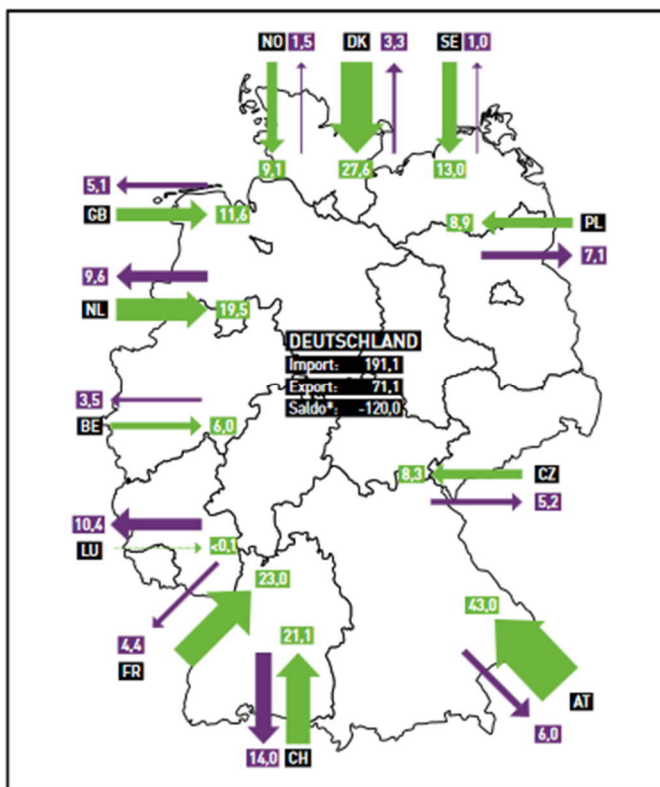 NO 1,5 DK 3,3 SE 1,0
9,1 27,6 13,0
5,1
GB 11,6
8,9 PL
7,1
9,6
NL 19,5
DEUTSCHLAND
Import: 191,1
Export: 71,1
Saldo*: -120,0
3,5
BE 6,0
8,3 CZ
5,2
10,4
LU <0,1
23,0
4,4
FR
21,1
43,0
AT
6,0
14,0 CH